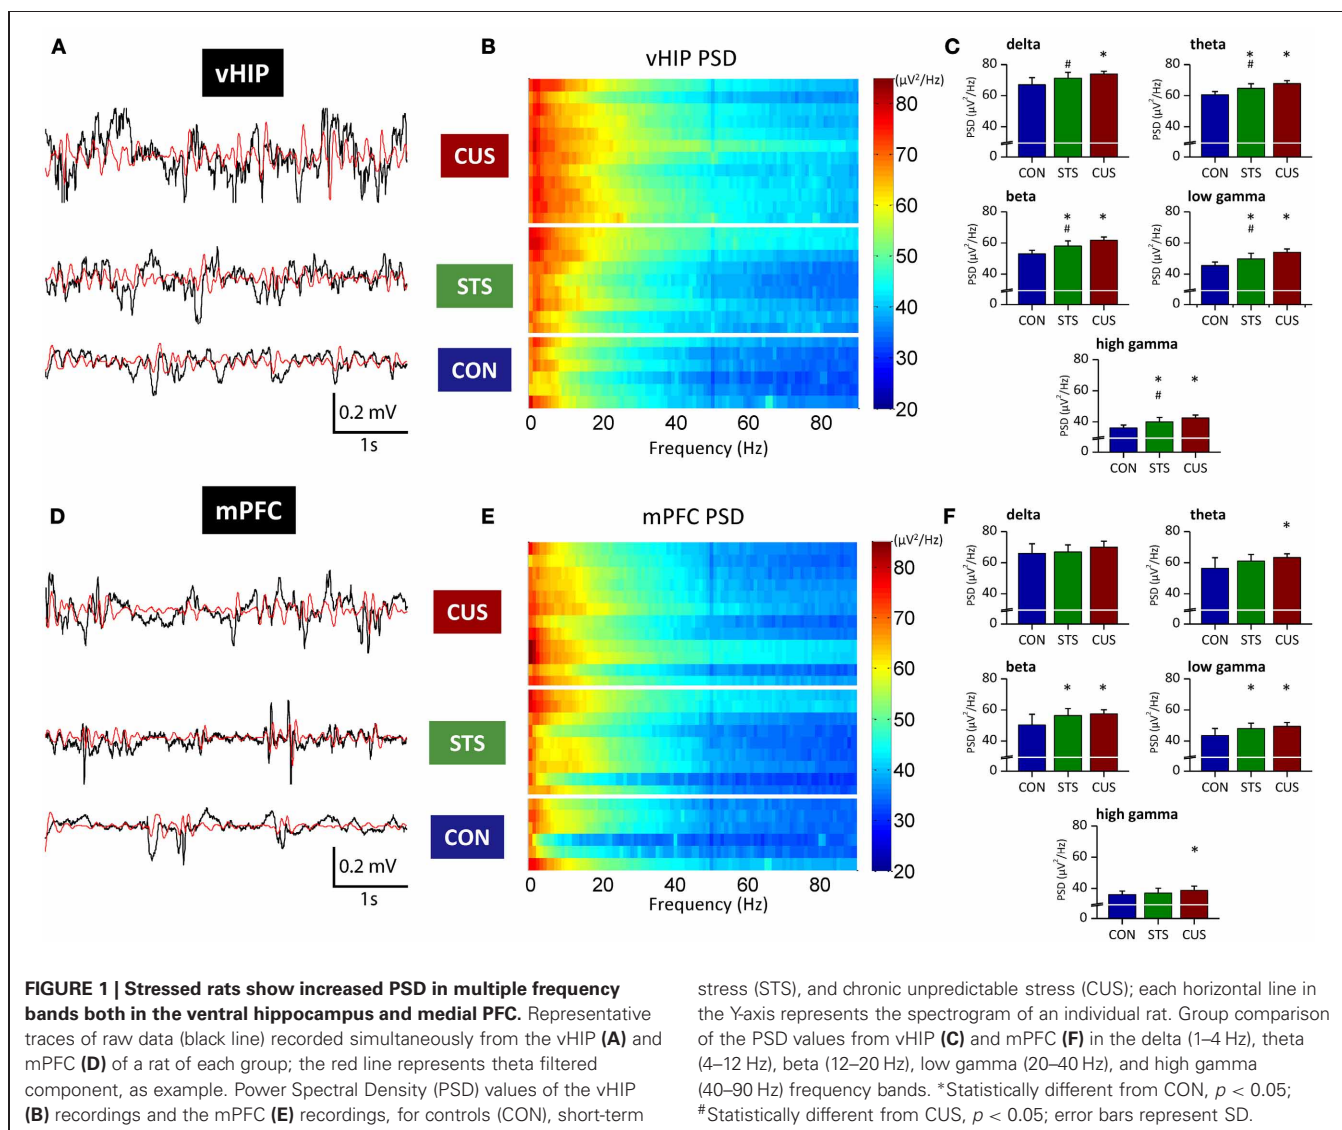 A
vHIP
CUS
STS
CON
0.2 mV
1s
B
vHIP PSD
(µV²/Hz)
80
70
60
50
40
30
20
0 20 40 60 80
Frequency (Hz)
C
delta
PSD (µV²/Hz)
80
60
40
0
#
*
CON STS CUS
theta
PSD (µV²/Hz)
80
60
40
0
* *
#
CON STS CUS
beta
PSD (µV²/Hz)
80
60
40
0
* *
#
CON STS CUS
low gamma
PSD (µV²/Hz)
80
60
40
0
* *
#
CON STS CUS
high gamma
PSD (µV²/Hz)
80
60
40
0
* *
#
CON STS CUS
D
mPFC
CUS
STS
CON
0.2 mV
1s
E
mPFC PSD
(µV²/Hz)
80
70
60
50
40
30
20
0 20 40 60 80
Frequency (Hz)
F
delta
PSD (µV²/Hz)
80
60
40
0
CON STS CUS
theta
PSD (µV²/Hz)
80
60
40
0
*
CON STS CUS
beta
PSD (µV²/Hz)
80
60
40
0
* *
CON STS CUS
low gamma
PSD (µV²/Hz)
80
60
40
0
* *
CON STS CUS
high gamma
PSD (µV²/Hz)
80
60
40
0
*
CON STS CUS
FIGURE 1 | Stressed rats show increased PSD in multiple frequency
bands both in the ventral hippocampus and medial PFC. Representative
traces of raw data (black line) recorded simultaneously from the vHIP (A) and
mPFC (D) of a rat of each group; the red line represents theta filtered
component, as example. Power Spectral Density (PSD) values of the vHIP
(B) recordings and the mPFC (E) recordings, for controls (CON), short-term
stress (STS), and chronic unpredictable stress (CUS); each horizontal line in
the Y-axis represents the spectrogram of an individual rat. Group comparison
of the PSD values from vHIP (C) and mPFC (F) in the delta (1–4 Hz), theta
(4–12 Hz), beta (12–20 Hz), low gamma (20–40 Hz), and high gamma
(40–90 Hz) frequency bands. *Statistically different from CON, p < 0.05;
#Statistically different from CUS, p < 0.05; error bars represent SD.